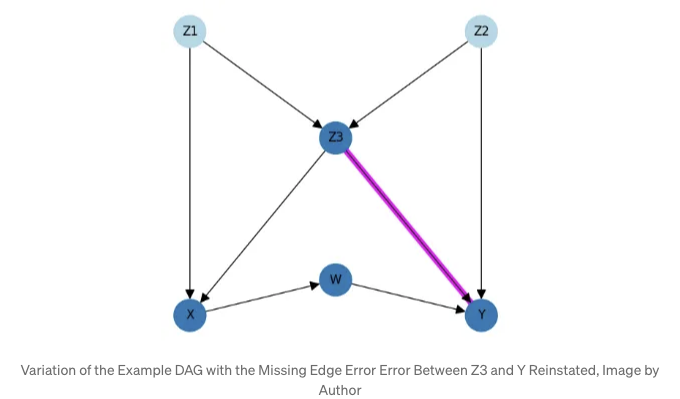 Z1
Z2
Z3
W
X
Y
Variation of the Example DAG with the Missing Edge Error Error Between Z3 and Y Reinstated, Image by
Author